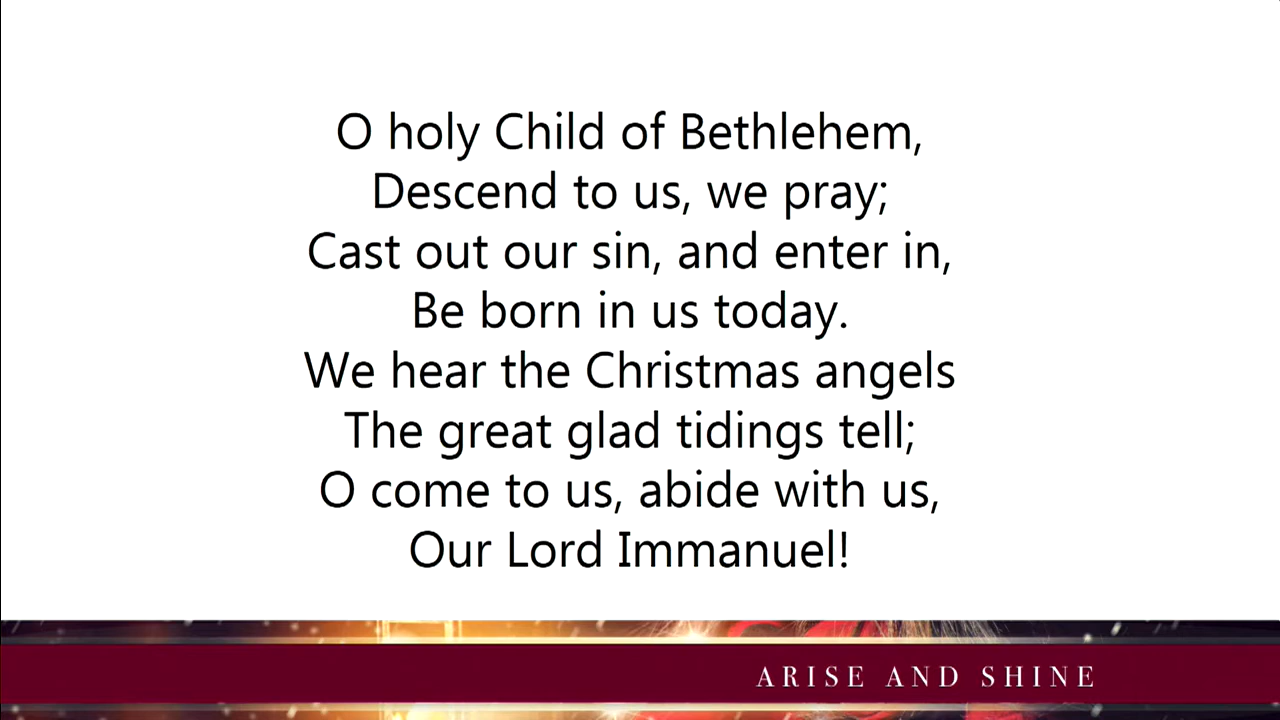 O holy Child of Bethlehem,
Descend to us, we pray;
Cast out our sin, and enter in,
Be born in us today.
We hear the Christmas angels
The great glad tidings tell;
O come to us, abide with us,
Our Lord Immanuel!
ARISE AND SHINE